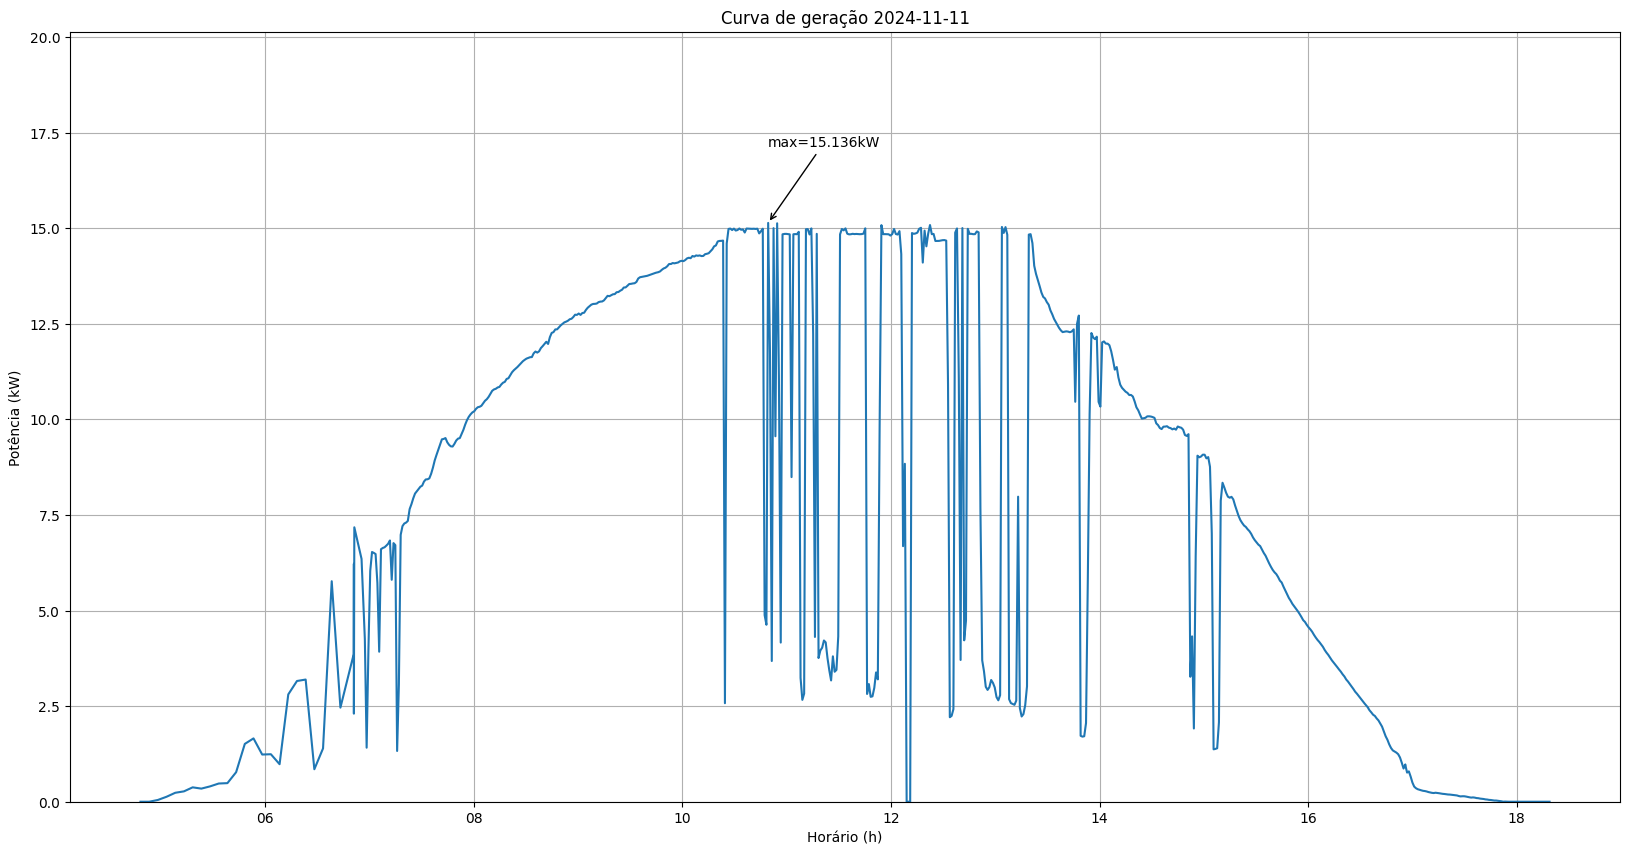 Curva de geração 2024-11-11
20.0
17.5
max=15.136kW
15.0
12.5
10.0
Potência (kW)
7.5
5.0
2.5
0.0
06 08 10 12 14 16 18
Horário (h)